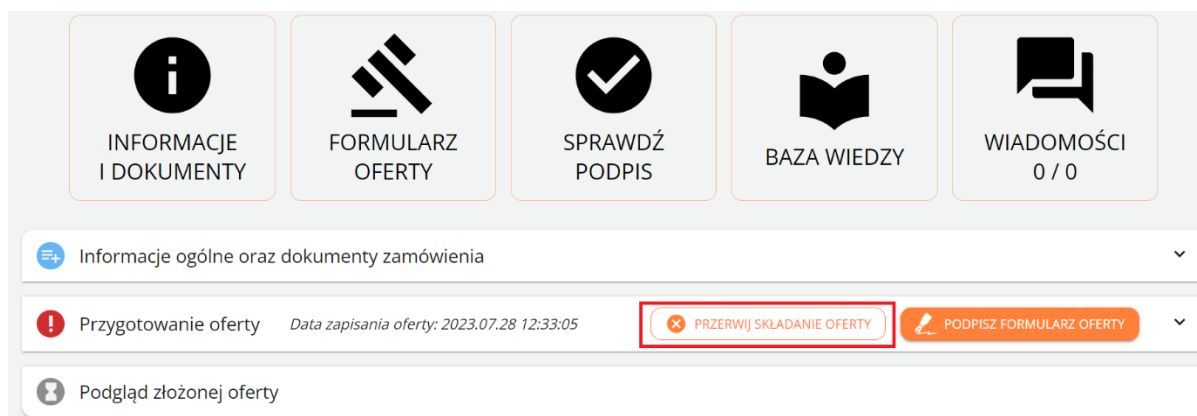 INFORMACJE
I DOKUMENTY
FORMULARZ
OFERTY
SPRAWDŹ
PODPIS
BAZA WIEDZY
WIADOMOŚCI
0 / 0
Informacje ogólne oraz dokumenty zamówienia
Przygotowanie oferty Data zapisania oferty: 2023.07.28 12:33:05 PRZERWIJ SKŁADANIE OFERTY PODPISZ FORMULARZ OFERTY
Podgląd złożonej oferty